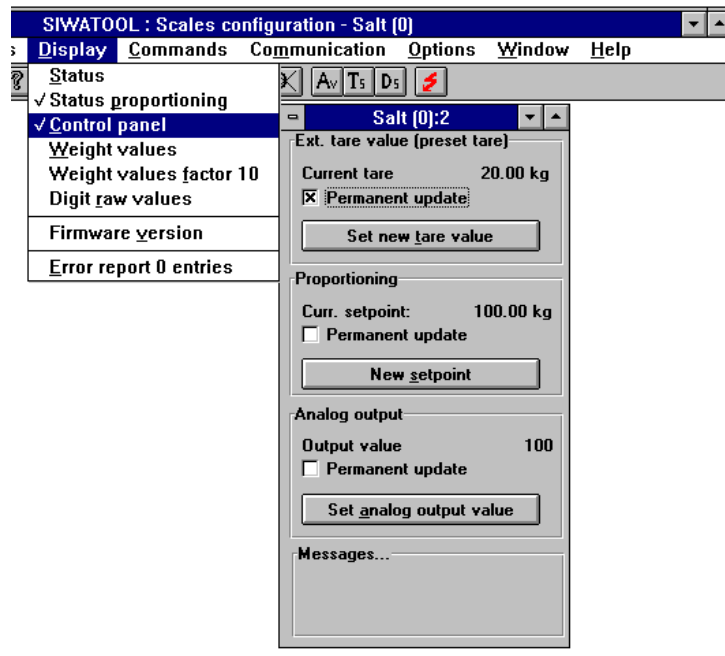 SIWATOOL : Scales configuration - Salt (0)
s Display Commands Communication Options Window Help
Status
√ Status proportioning
√ Control panel
Weight values
Weight values factor 10
Digit raw values
Firmware version
Error report 0 entries
? Av Ts Ds
Salt (0):2
Ext. tare value (preset tare)
Current tare 20.00 kg
Permanent update
Set new tare value
Proportioning
Curr. setpoint: 100.00 kg
Permanent update
New setpoint
Analog output
Output value 100
Permanent update
Set analog output value
Messages...